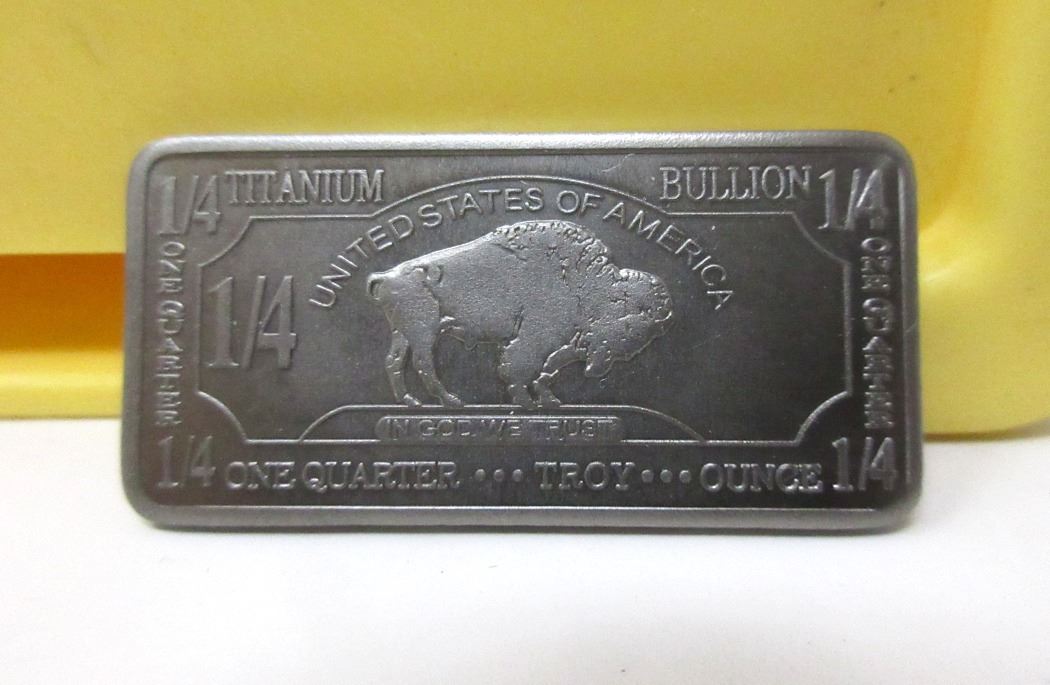 1/4 TITANIUM BULLION 1/4
UNITED STATES OF AMERICA
ONE QUARTER
1/4
ONE QUARTER
IN GOD WE TRUST
1/4 ONE QUARTER ••• TROY ••• OUNCE 1/4